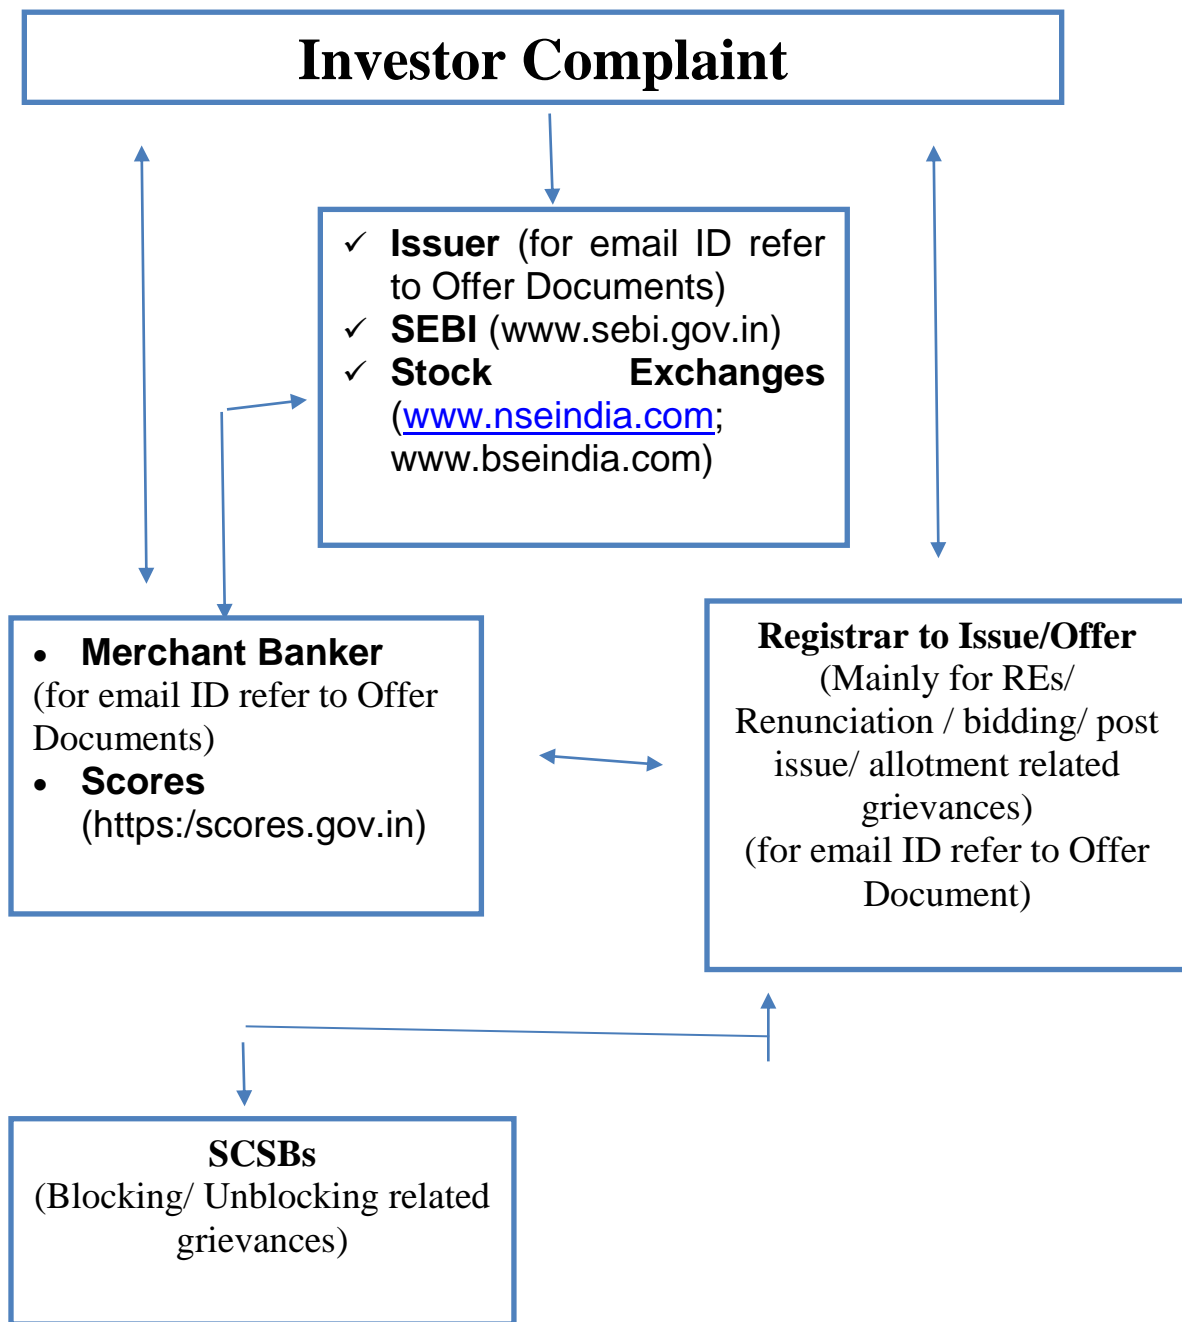 Investor Complaint
✓ Issuer (for email ID refer
to Offer Documents)
✓ SEBI (www.sebi.gov.in)
✓ Stock Exchanges
(www.nseindia.com;
www.bseindia.com)
• Merchant Banker
(for email ID refer to Offer
Documents)
• Scores
(https:/scores.gov.in)
Registrar to Issue/Offer
(Mainly for REs/
Renunciation / bidding/ post
issue/ allotment related
grievances)
(for email ID refer to Offer
Document)
SCSBs
(Blocking/ Unblocking related
grievances)